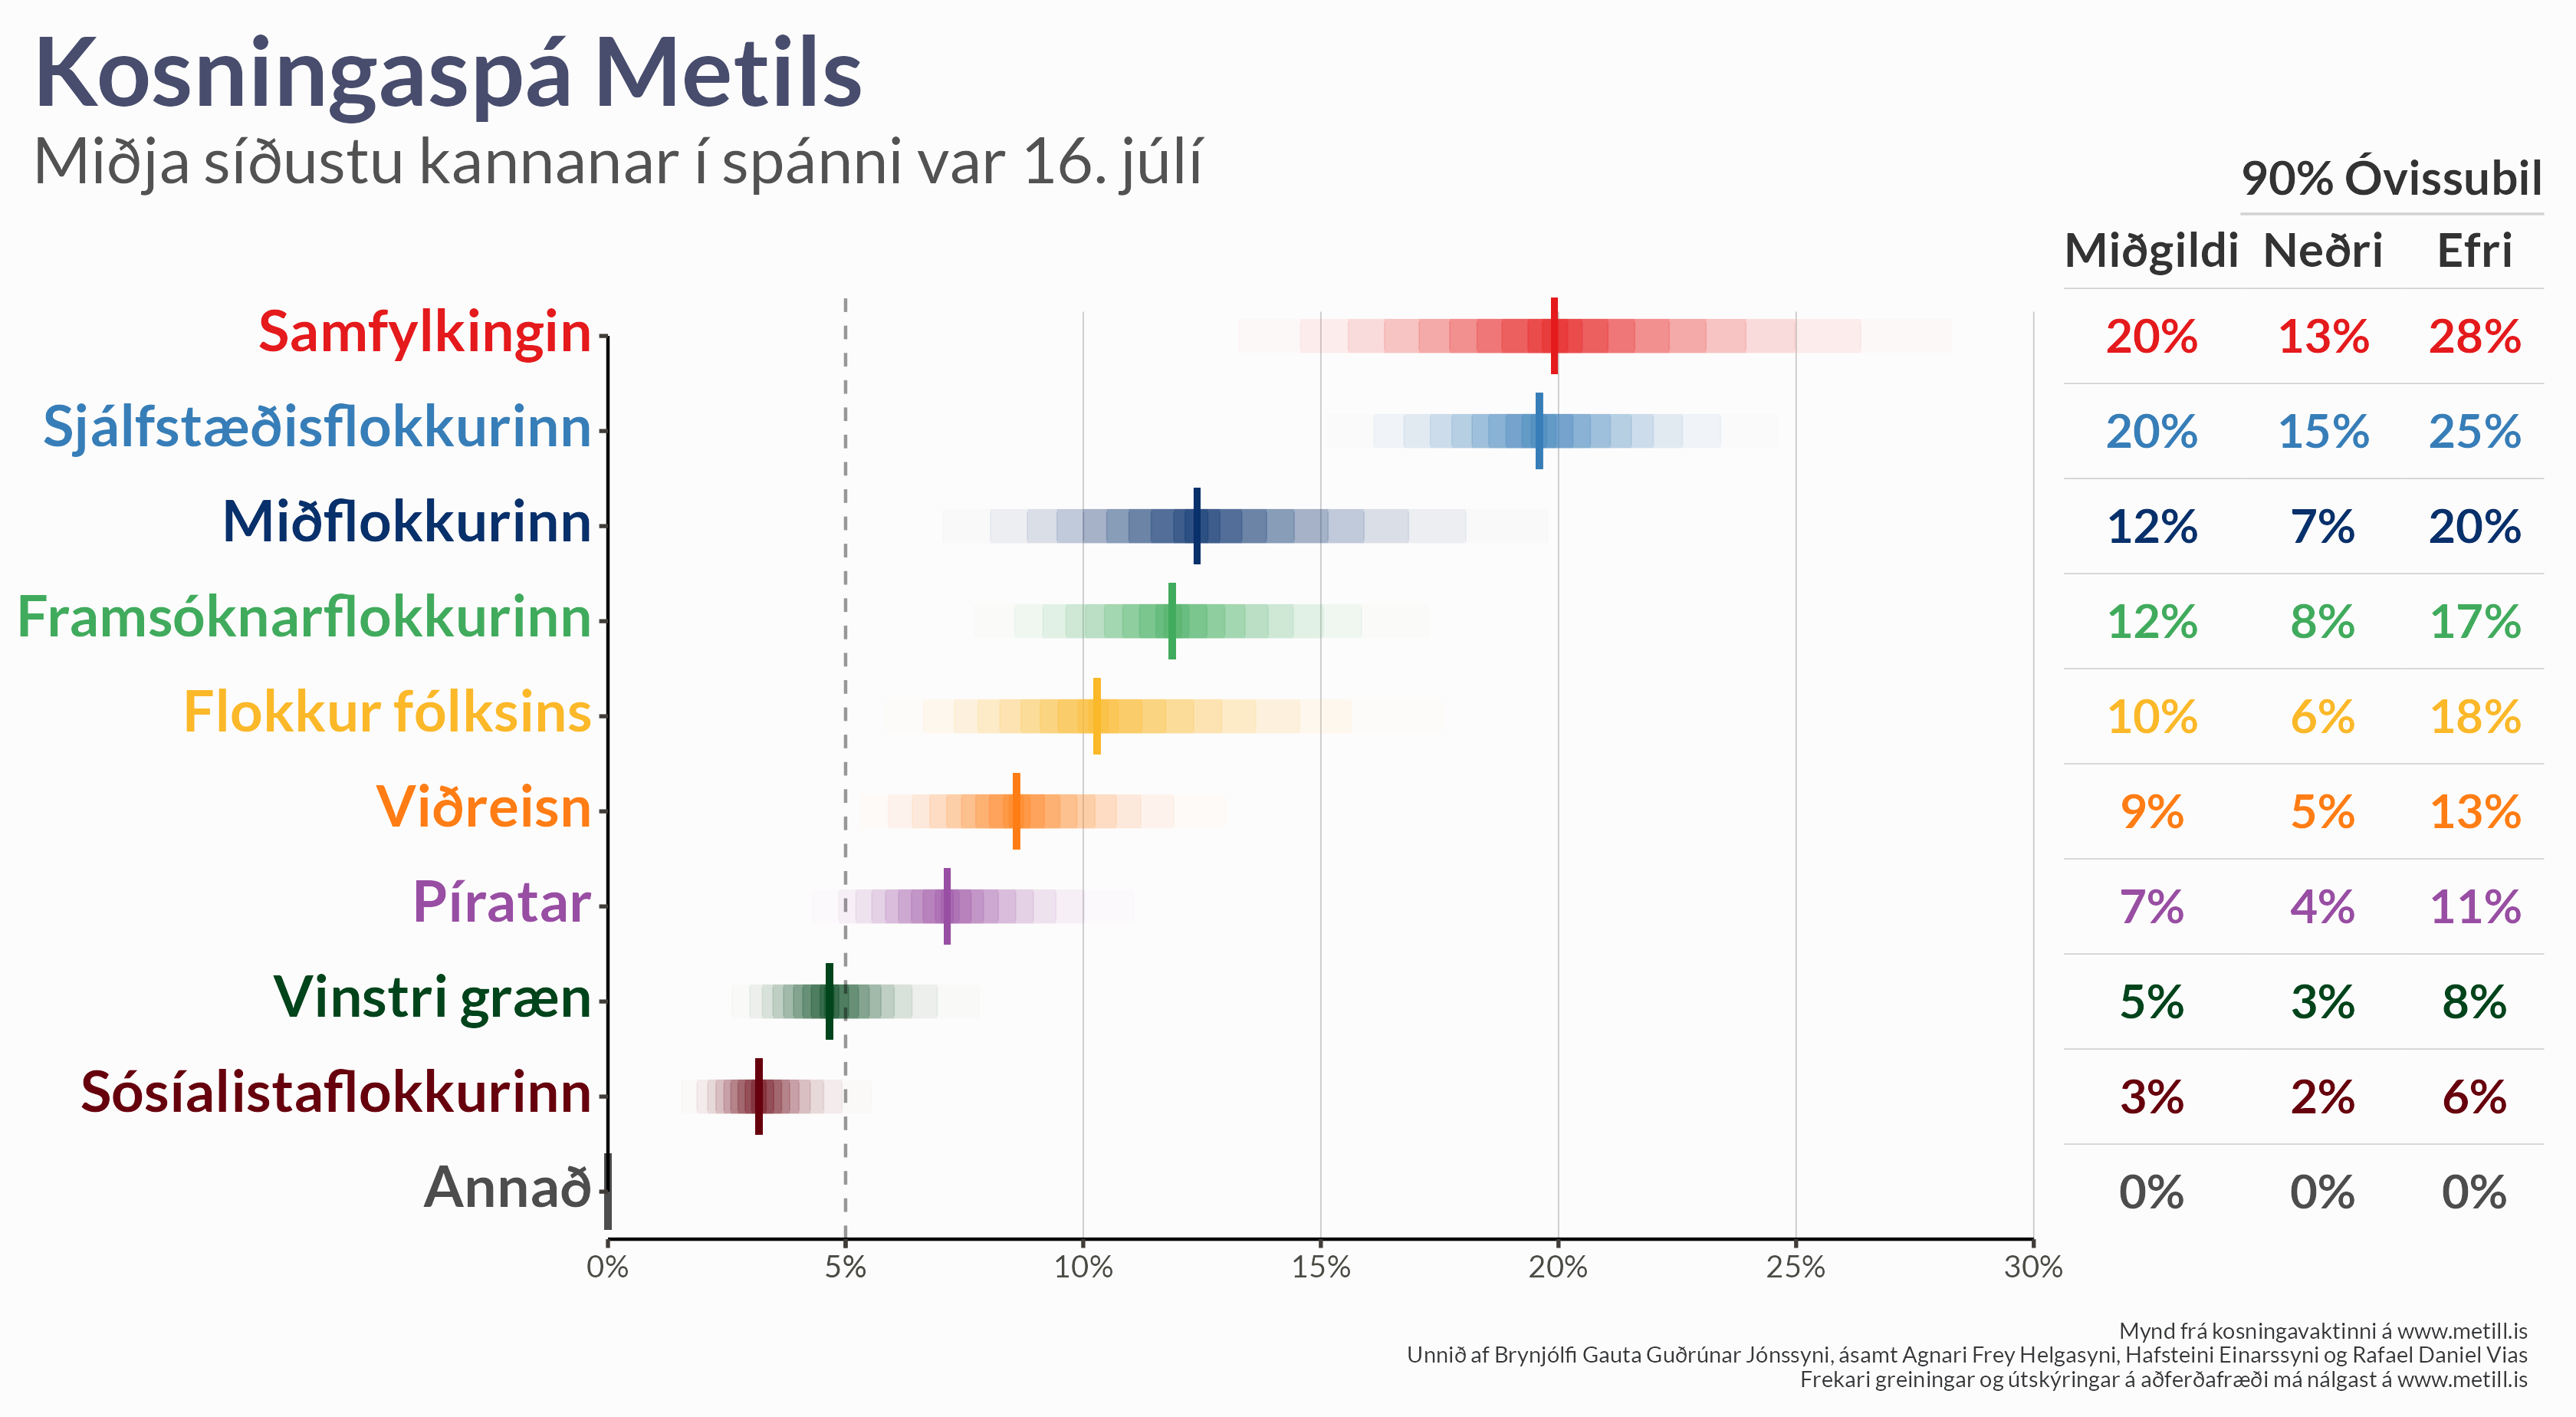 Kosningaspá Metils
Miðja síðustu kannanar í spánni var 16. júlí
90% Óvissubil
Miðgildi Neðri Efri
Samfylkingin 20% 13% 28%
Sjálfstæðisflokkurinn 20% 15% 25%
Miðflokkurinn 12% 7% 20%
Framsóknarflokkurinn 12% 8% 17%
Flokkur fólksins 10% 6% 18%
Viðreisn 9% 5% 13%
Píratar 7% 4% 11%
Vinstri græn 5% 3% 8%
Sósíalistaflokkurinn 3% 2% 6%
Annað 0% 0% 0%
0% 5% 10% 15% 20% 25% 30%
Mynd frá kosningavaktinni á www.metill.is
Unnið af Brynjólfi Gauta Guðrúnar Jónssyni, ásamt Agnari Frey Helgasyni, Hafsteini Einarssyni og Rafael Daniel Vias
Frekari greiningar og útskýringar á aðferðafræði má nálgast á www.metill.is